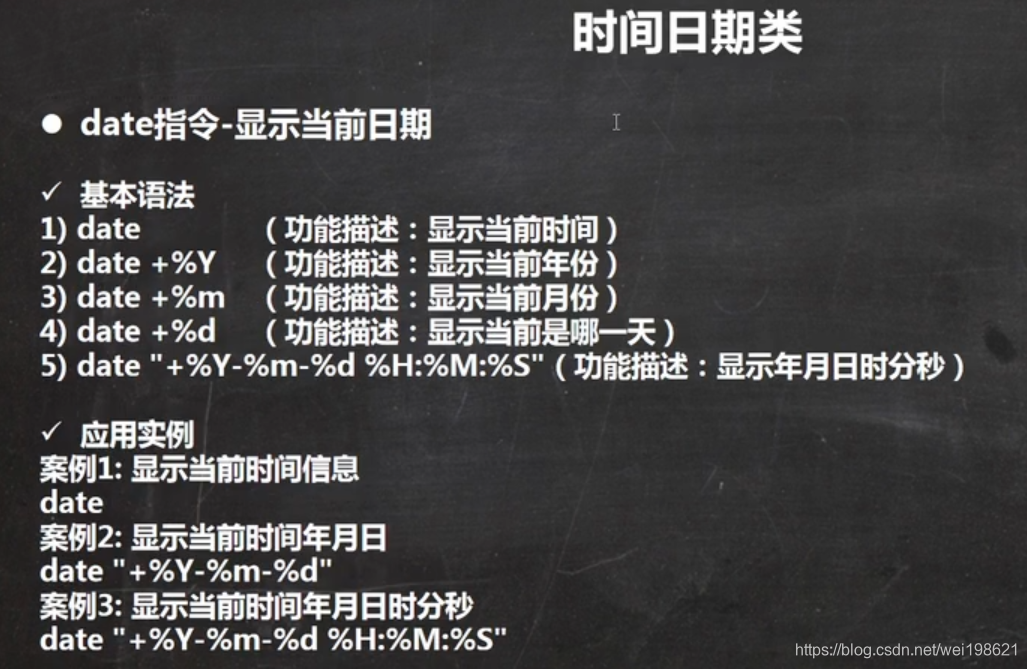 时间日期类
● date指令-显示当前日期
✓ 基本语法
1) date （功能描述：显示当前时间）
2) date +%Y （功能描述：显示当前年份）
3) date +%m （功能描述：显示当前月份）
4) date +%d （功能描述：显示当前是哪一天）
5) date "+%Y-%m-%d %H:%M:%S"（功能描述：显示年月日时分秒）
✓ 应用实例
案例1: 显示当前时间信息
date
案例2: 显示当前时间年月日
date "+%Y-%m-%d"
案例3: 显示当前时间年月日时分秒
date "+%Y-%m-%d %H:%M:%S"
https://blog.csdn.net/wei198621